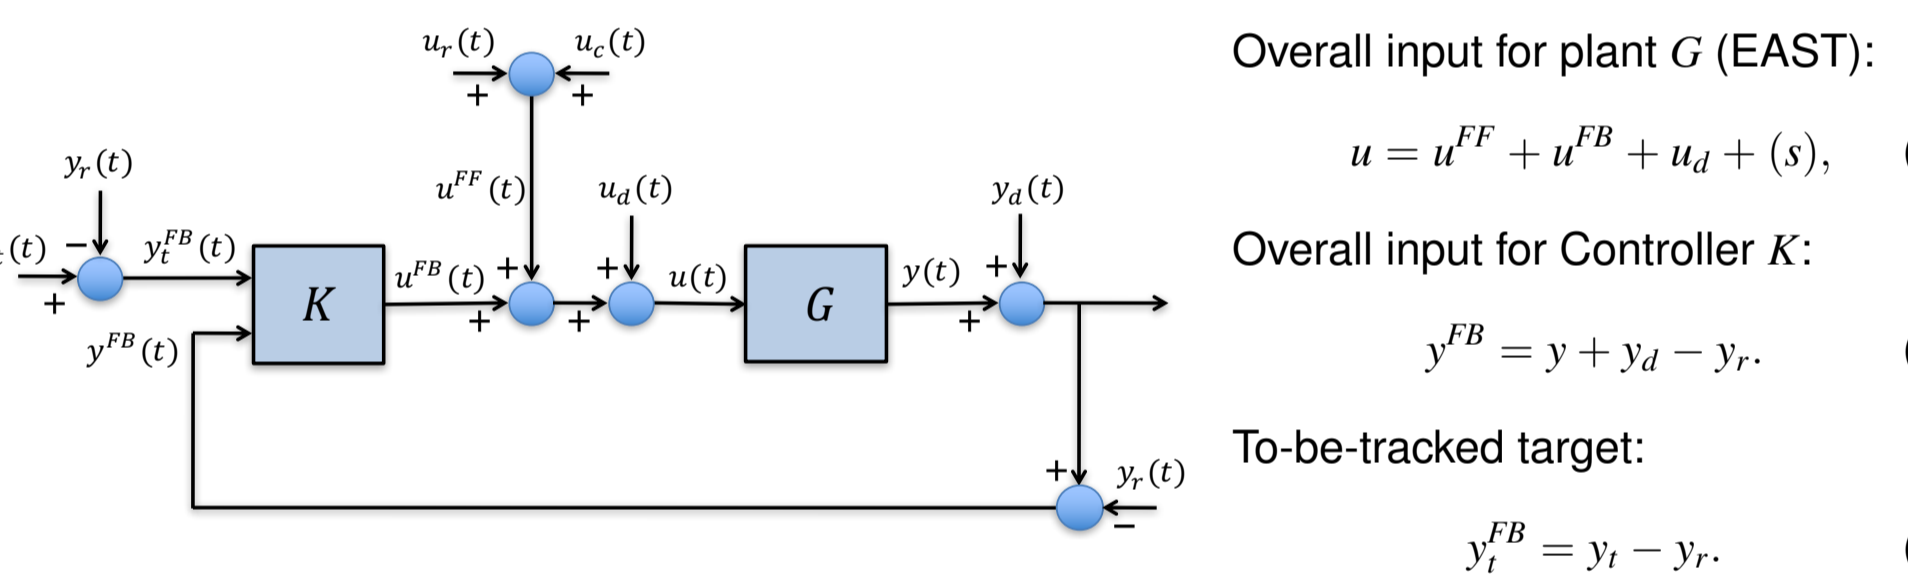 u_r(t)
u_c(t)
+
+
y_r(t)
−
(t)
+
y_t^{FB}(t)
y^{FB}(t)
K
u^{FB}(t)
u^{FF}(t)
+
+
u_d(t)
+
+
u(t)
G
y(t)
y_d(t)
+
+
+
y_r(t)
−
Overall input for plant G (EAST):
u = u^{FF} + u^{FB} + u_d + (s),
(
Overall input for Controller K:
y^{FB} = y + y_d − y_r.
(
To-be-tracked target:
y_t^{FB} = y_t − y_r.
(